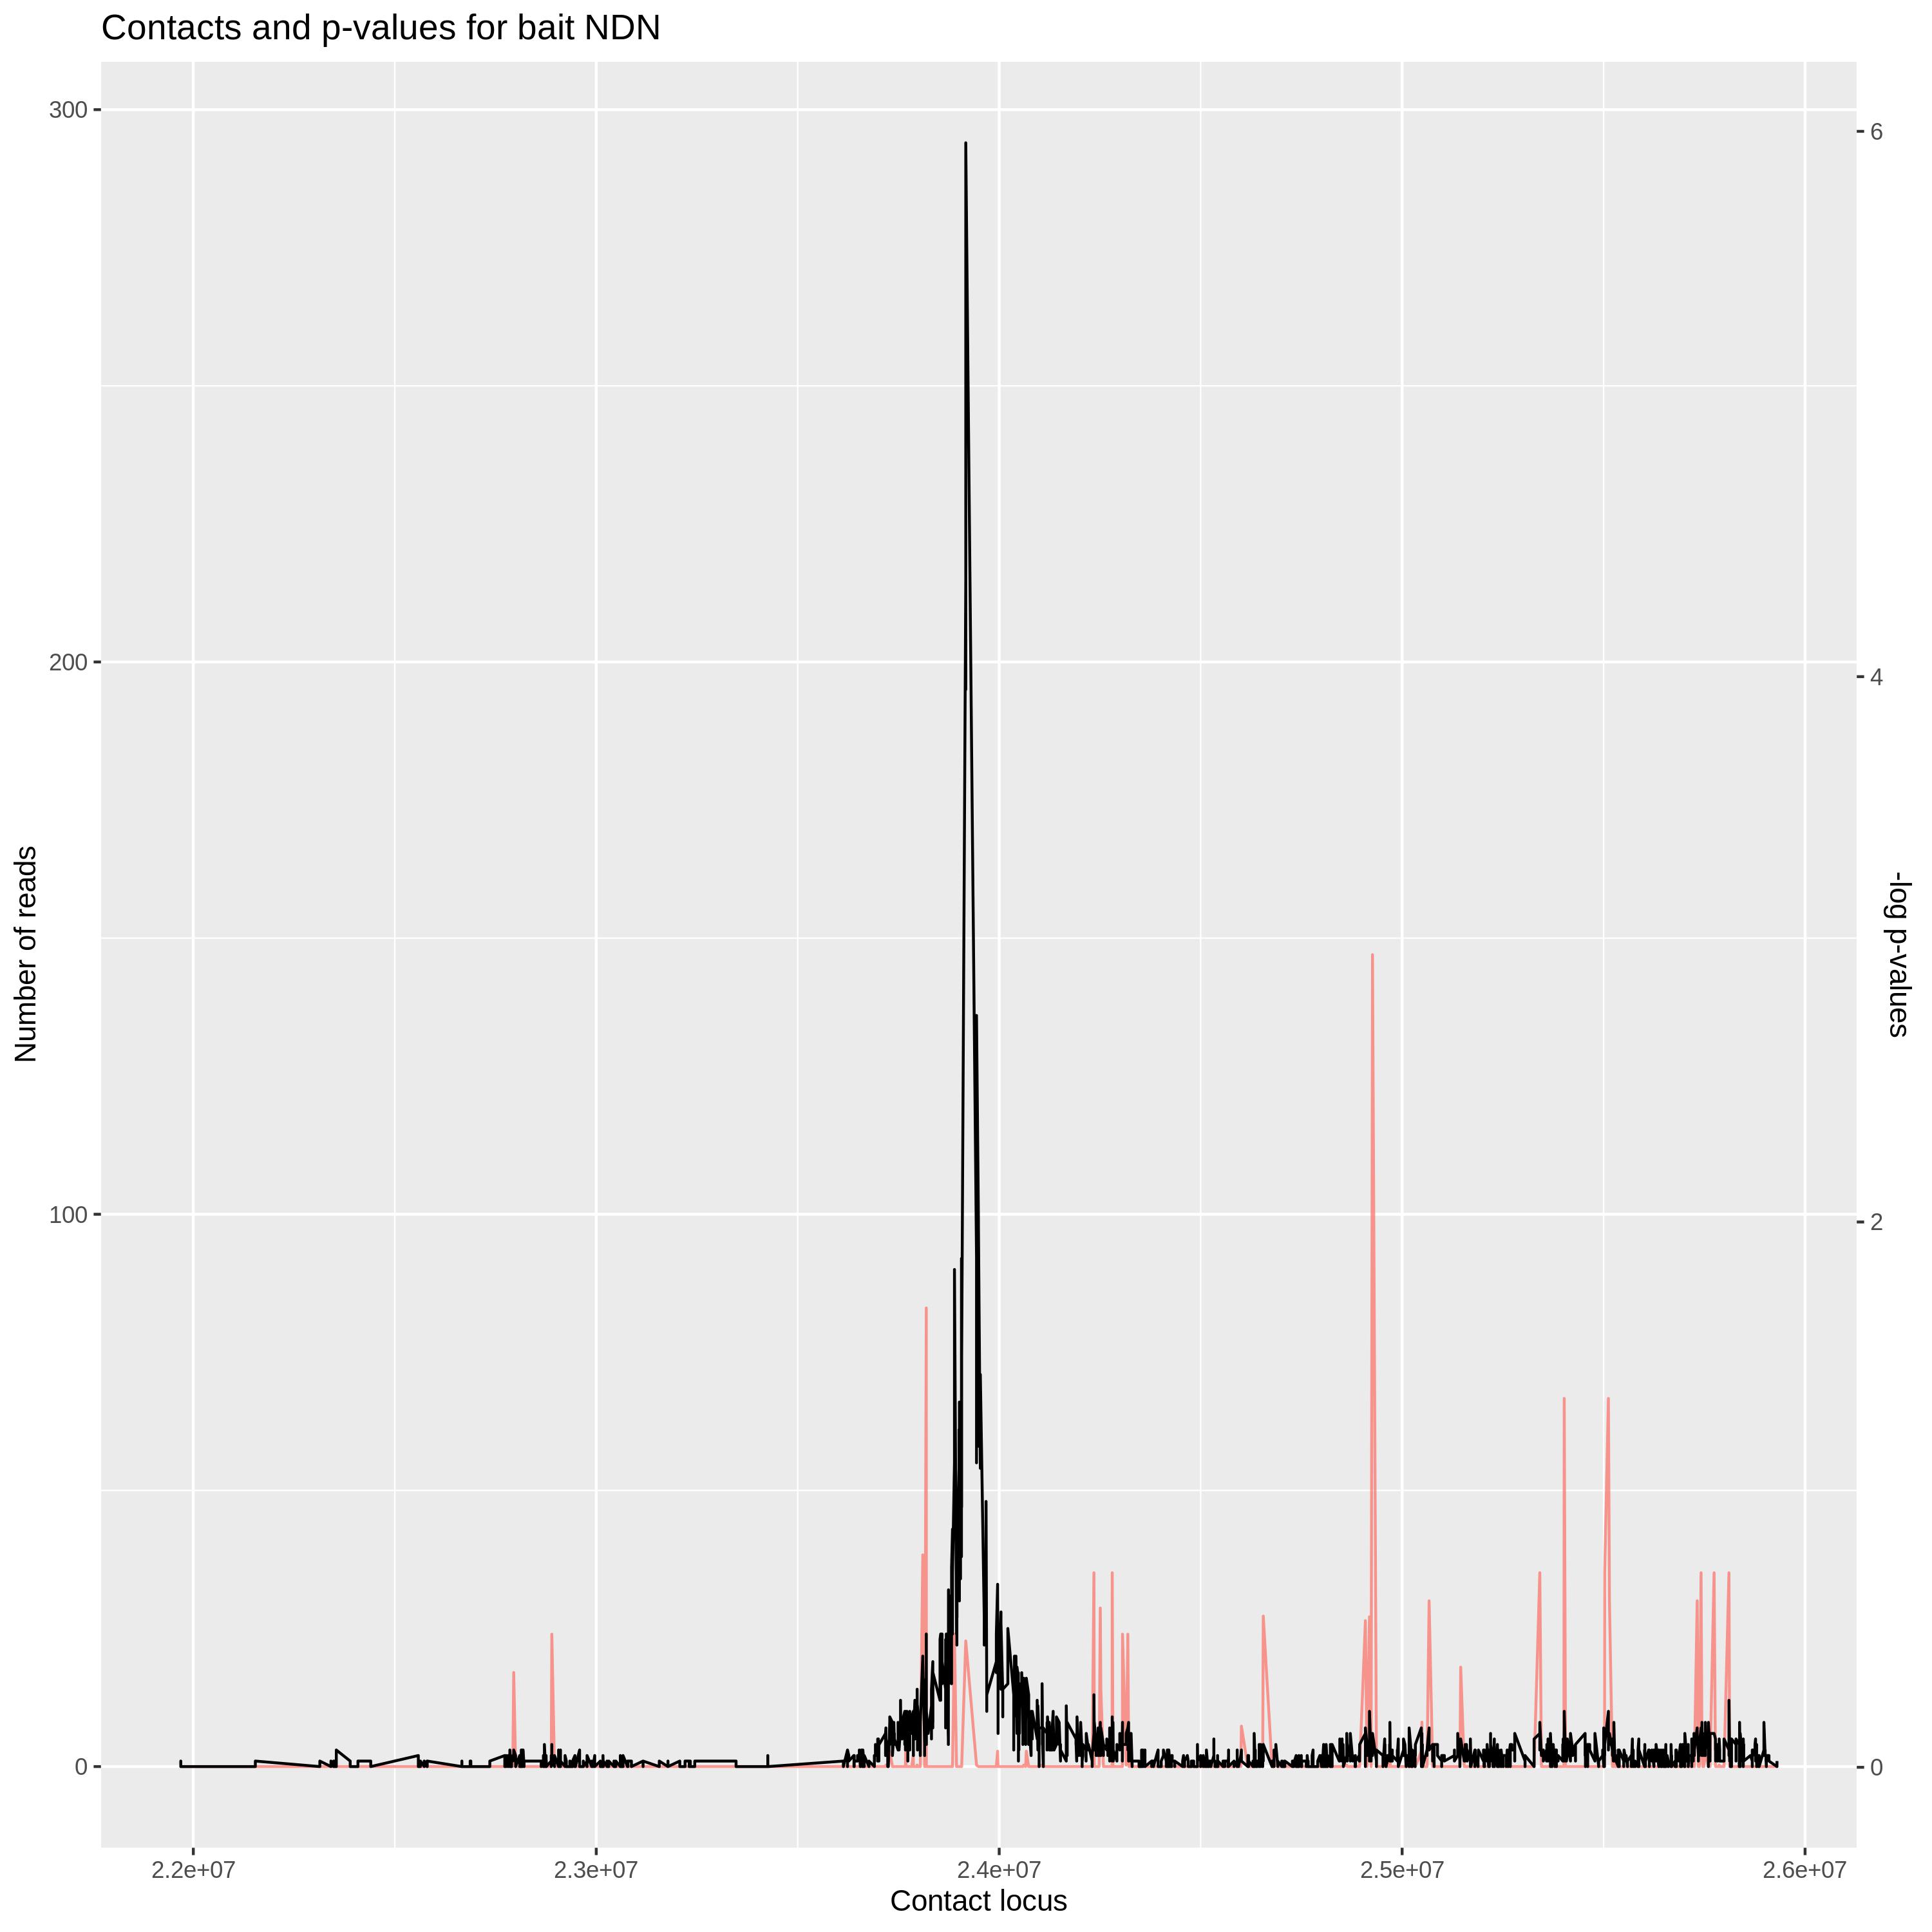 Contacts and p-values for bait NDN
300
200
100
0
6
4
2
0
Number of reads
-log p-values
2.2e+07 2.3e+07 2.4e+07 2.5e+07 2.6e+07
Contact locus